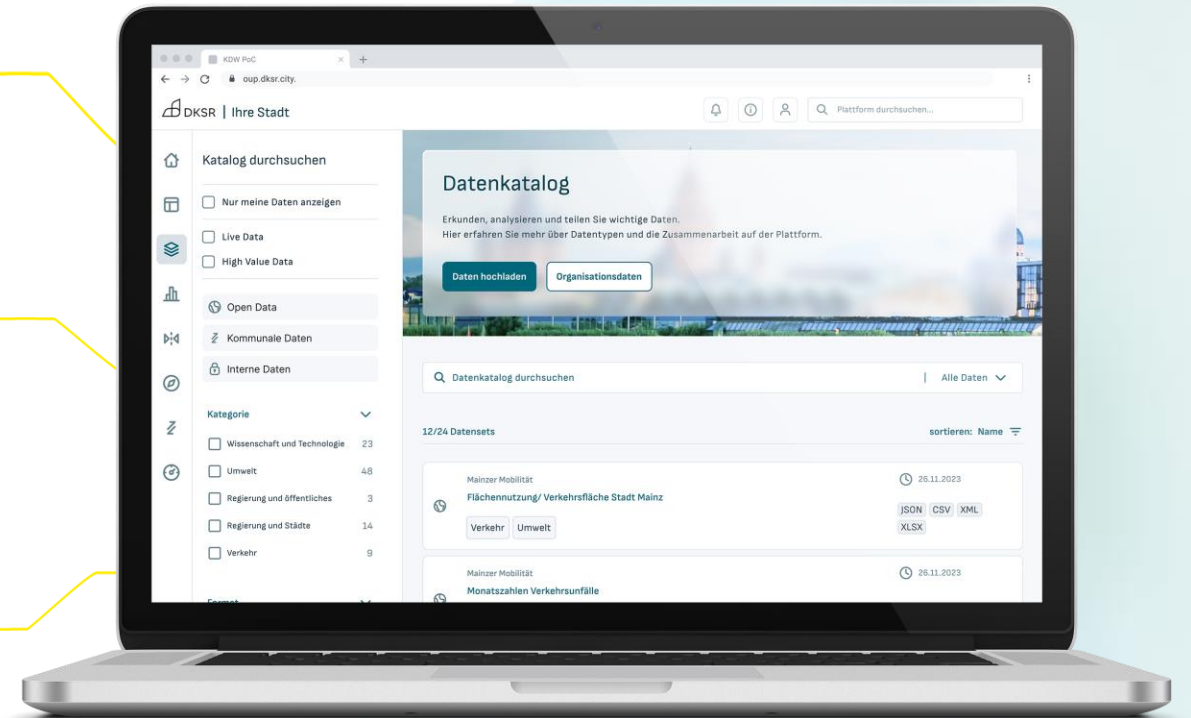 KDW PoC
oup.dksr.city.
DKSR | Ihre Stadt
Plattform durchsuchen...
Katalog durchsuchen
Nur meine Daten anzeigen
Live Data
High Value Data
Open Data
Kommunale Daten
Interne Daten
Kategorie
Wissenschaft und Technologie 23
Umwelt 48
Regierung und öffentliches 3
Regierung und Städte 14
Verkehr 9
Format
Datenkatalog
Erkunden, analysieren und teilen Sie wichtige Daten.
Hier erfahren Sie mehr über Datentypen und die Zusammenarbeit auf der Plattform.
Daten hochladen
Organisationsdaten
Datenkatalog durchsuchen | Alle Daten
12/24 Datensets sortieren: Name
Mainzer Mobilität 26.11.2023
Flächennutzung/ Verkehrsfläche Stadt Mainz
JSON CSV XML
Verkehr Umwelt XLSX
Mainzer Mobilität 26.11.2023
Monatszahlen Verkehrsunfälle